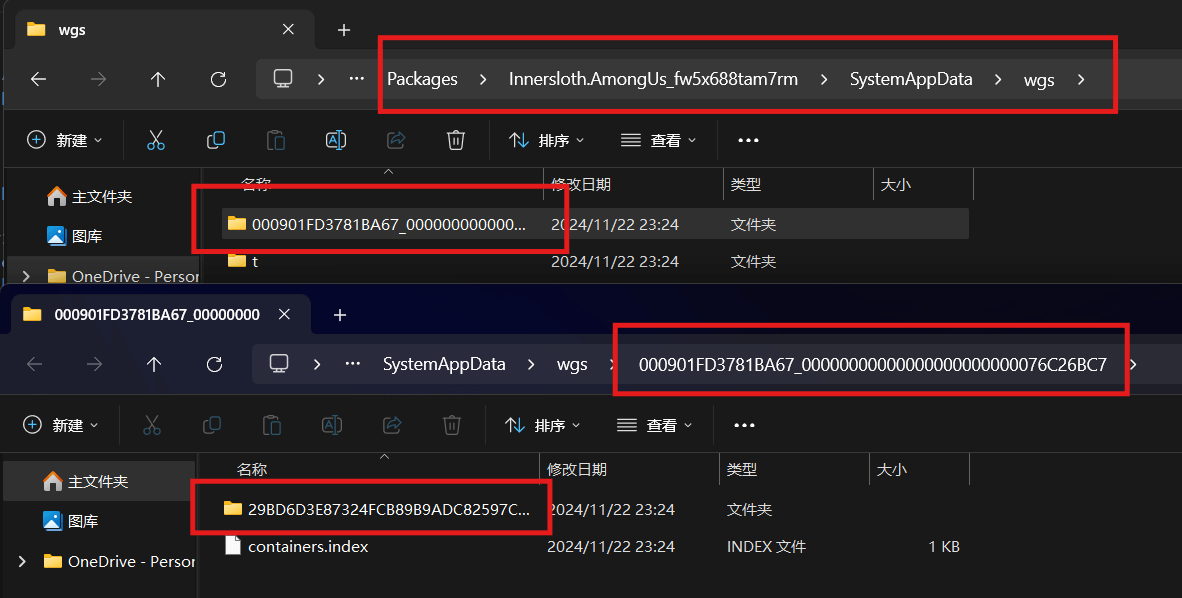 wgs
Packages > Innersloth.AmongUs_fw5x688tam7rm > SystemAppData > wgs >
新建 排序 查看
名称 修改日期 类型 大小
主文件夹
图库
OneDrive - Persor
000901FD3781BA67_000000000000... 2024/11/22 23:24 文件夹
t 2024/11/22 23:24 文件夹
000901FD3781BA67_00000000
SystemAppData > wgs > 000901FD3781BA67_00000000000000000000000076C26BC7 >
新建 排序 查看
名称 修改日期 类型 大小
主文件夹
图库
OneDrive - Persor
29BD6D3E87324FCB89B9ADC82597C... 2024/11/22 23:24 文件夹
containers.index 2024/11/22 23:24 INDEX 文件 1 KB